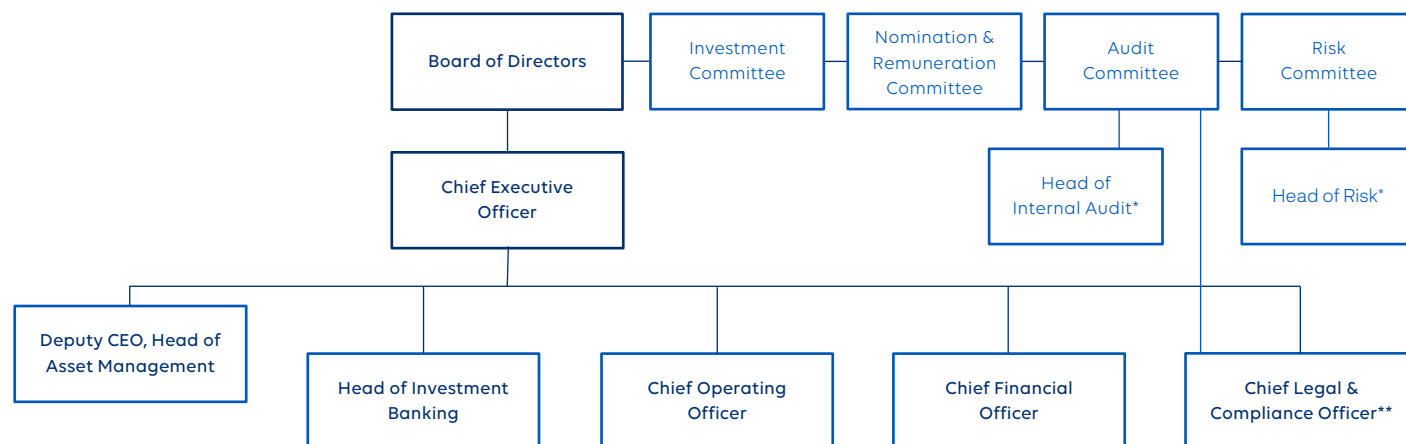 Board of Directors
Investment
Committee
Nomination &
Remuneration
Committee
Audit
Committee
Risk
Committee
Chief Executive
Officer
Head of
Internal Audit*
Head of Risk*
Deputy CEO, Head of
Asset Management
Head of Investment
Banking
Chief Operating
Officer
Chief Financial
Officer
Chief Legal &
Compliance Officer**